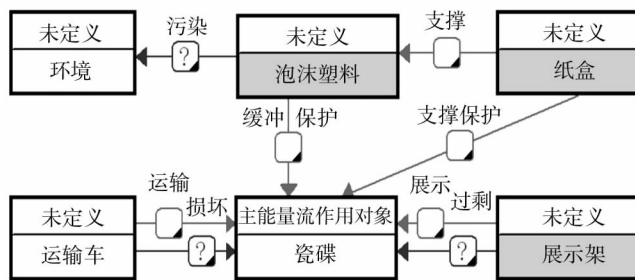 未定义
环境
污染
?
未定义
泡沫塑料
支撑
未定义
纸盒
缓冲 保护
支撑保护
未定义
运输车
运输
损坏
?
主能量流作用对象
瓷碟
展示
过剩
?
未定义
展示架